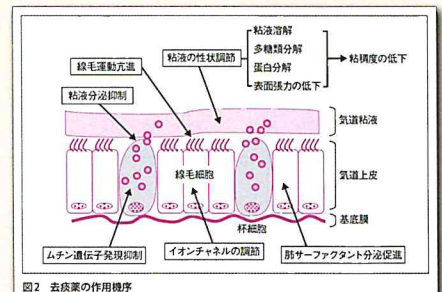 粘液溶解
多糖類分解
蛋白分解
表面張力の低下
粘稠度の低下
粘液の性状調節
線毛運動亢進
粘液分泌抑制
気道粘液
線毛細胞
気道上皮
基底膜
杯細胞
ムチン遺伝子発現抑制
イオンチャネルの調節
肺サーファクタント分泌促進
図2 去痰薬の作用機序